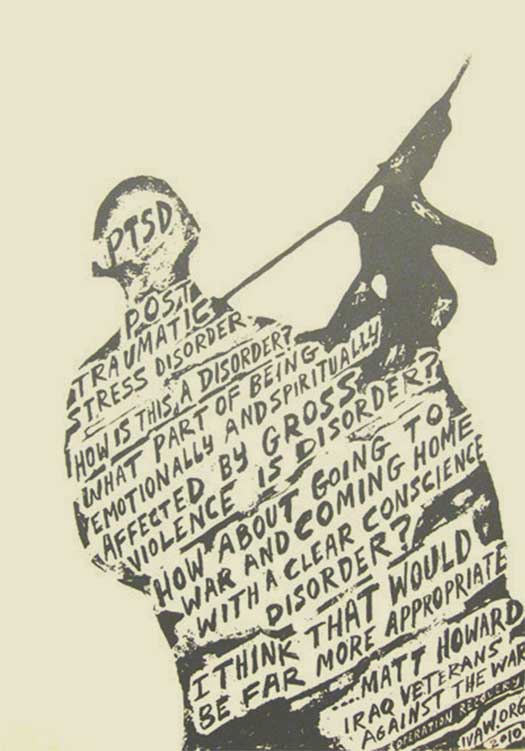 PTSD
POST
TRAUMATIC
STRESS DISORDER
HOW IS THIS A DISORDER?
WHAT PART OF BEING
EMOTIONALLY AND SPIRITUALLY
AFFECTED BY GROSS
VIOLENCE IS DISORDER?
HOW ABOUT GOING TO
WAR AND COMING HOME
WITH A CLEAR CONSCIENCE
DISORDER?
I THINK THAT WOULD
BE FAR MORE APPROPRIATE
....MATT HOWARD
IRAQ VETERANS
AGAINST THE WAR
OPERATION RECOVERY
IVAW.ORG
2010